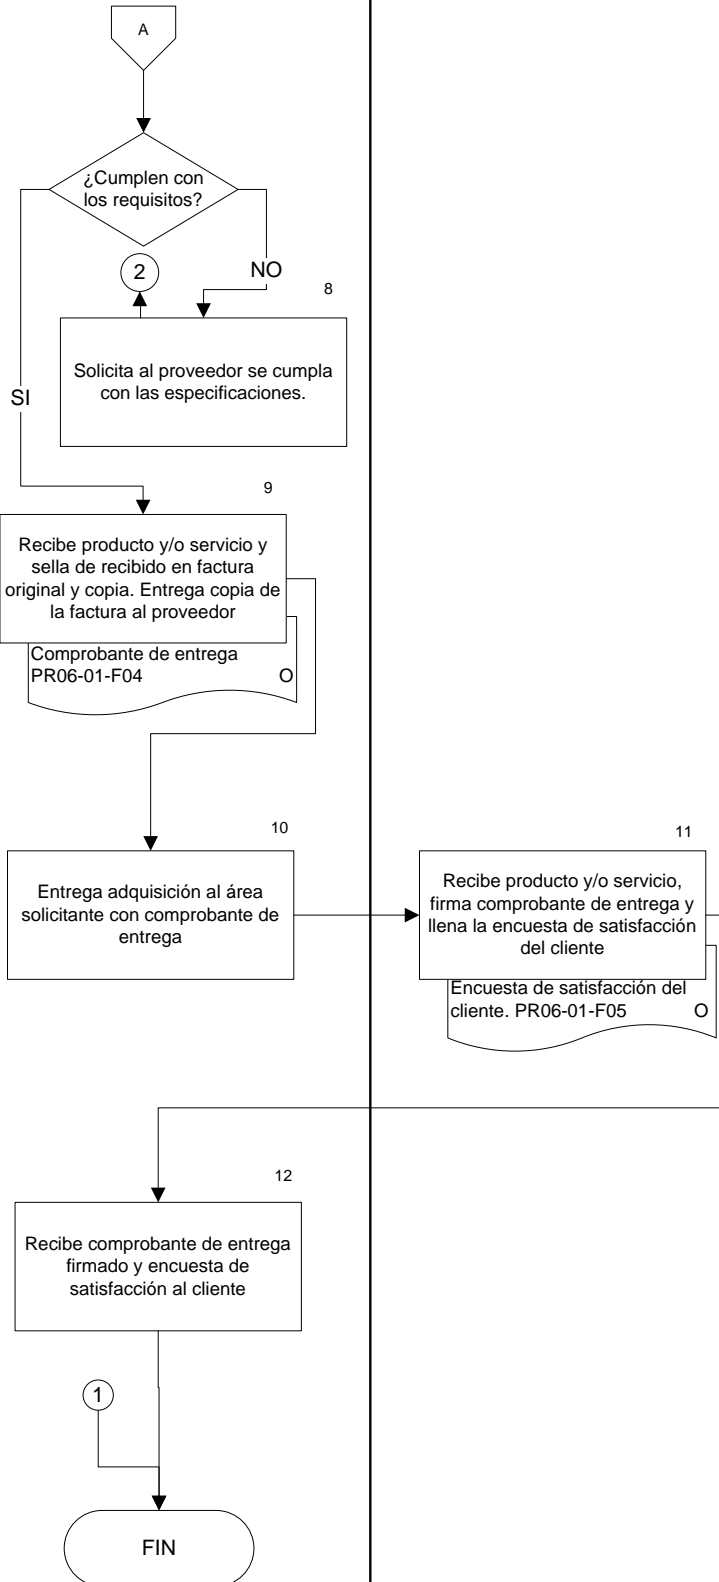 A
¿Cumplen con
los requisitos?
2
NO
8
Solicita al proveedor se cumpla
con las especificaciones.
SI
9
Recibe producto y/o servicio y
sella de recibido en factura
original y copia. Entrega copia de
la factura al proveedor
Comprobante de entrega
PR06-01-F04 O
10
Entrega adquisición al área
solicitante con comprobante de
entrega
11
Recibe producto y/o servicio,
firma comprobante de entrega y
llena la encuesta de satisfacción
del cliente
Encuesta de satisfacción del
cliente. PR06-01-F05 O
12
Recibe comprobante de entrega
firmado y encuesta de
satisfacción al cliente
1
FIN